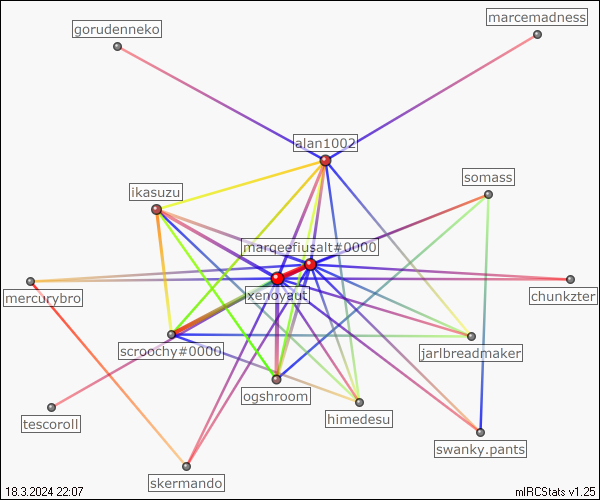 marcemadness
gorudenneko
alan1002
somass
ikasuzu
marqeefiusalt#0000
mercurybro
xenoyaut
chunkzter
scroochy#0000
jarlbreadmaker
ogshroom
himedesu
tescoroll
swanky.pants
skermando
18.3.2024 22:07
mIRCStats v1.25